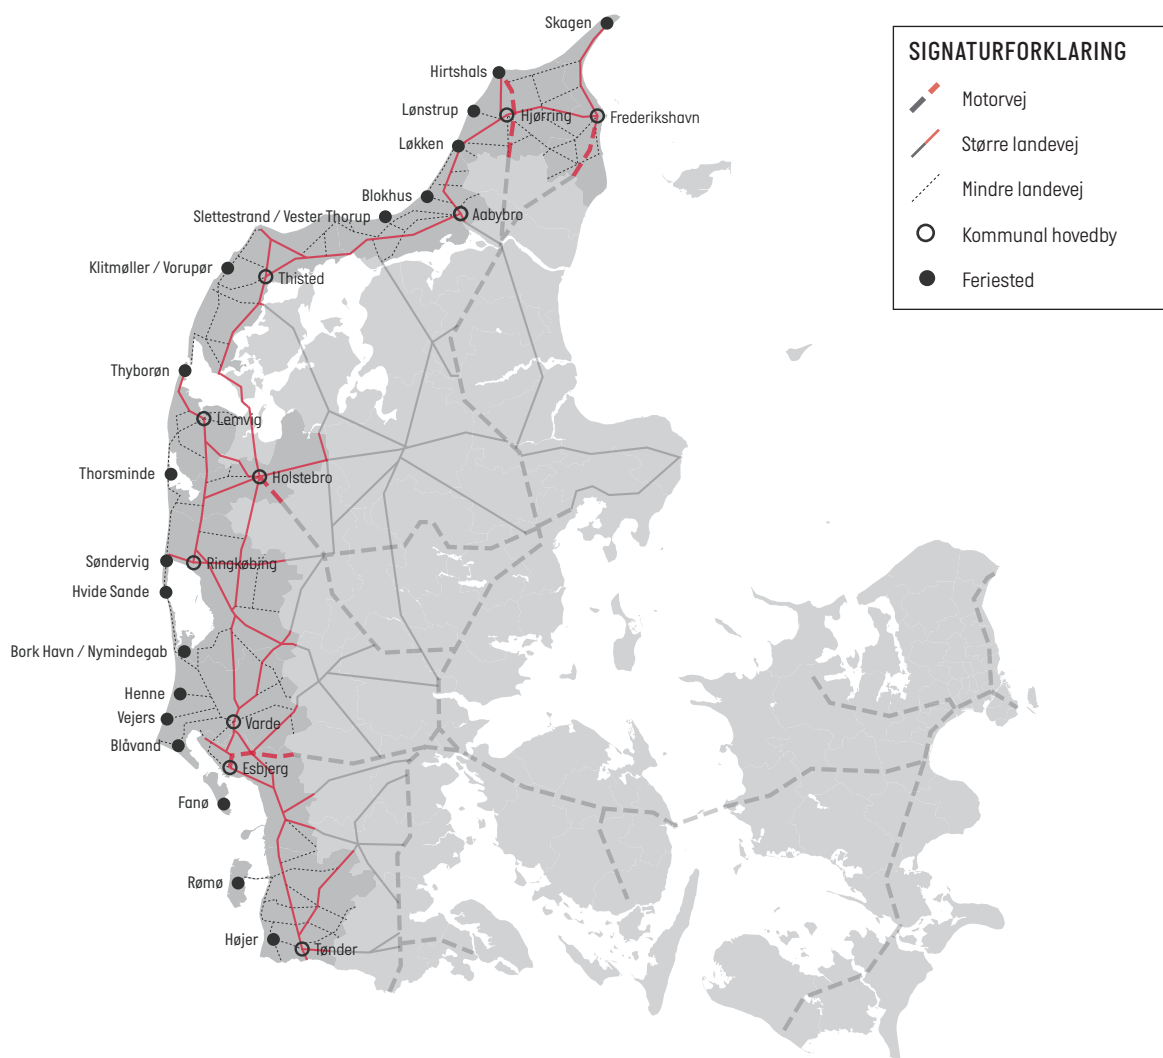 Skagen
Hirtshals
Lønstrup
Hjørring
Frederikshavn
Løkken
Blokhus
Slettestrand / Vester Thorup
Aabybro
Klitmøller / Vorupør
Thisted
Thyborøn
Lemvig
Thorsminde
Holstebro
Søndervig
Ringkøbing
Hvide Sande
Bork Havn / Nymindegab
Henne
Vejers
Varde
Blåvand
Esbjerg
Fanø
Rømø
Højer
Tønder
SIGNATURFORKLARING
Motorvej
Større landevej
Mindre landevej
Kommunal hovedby
Feriested